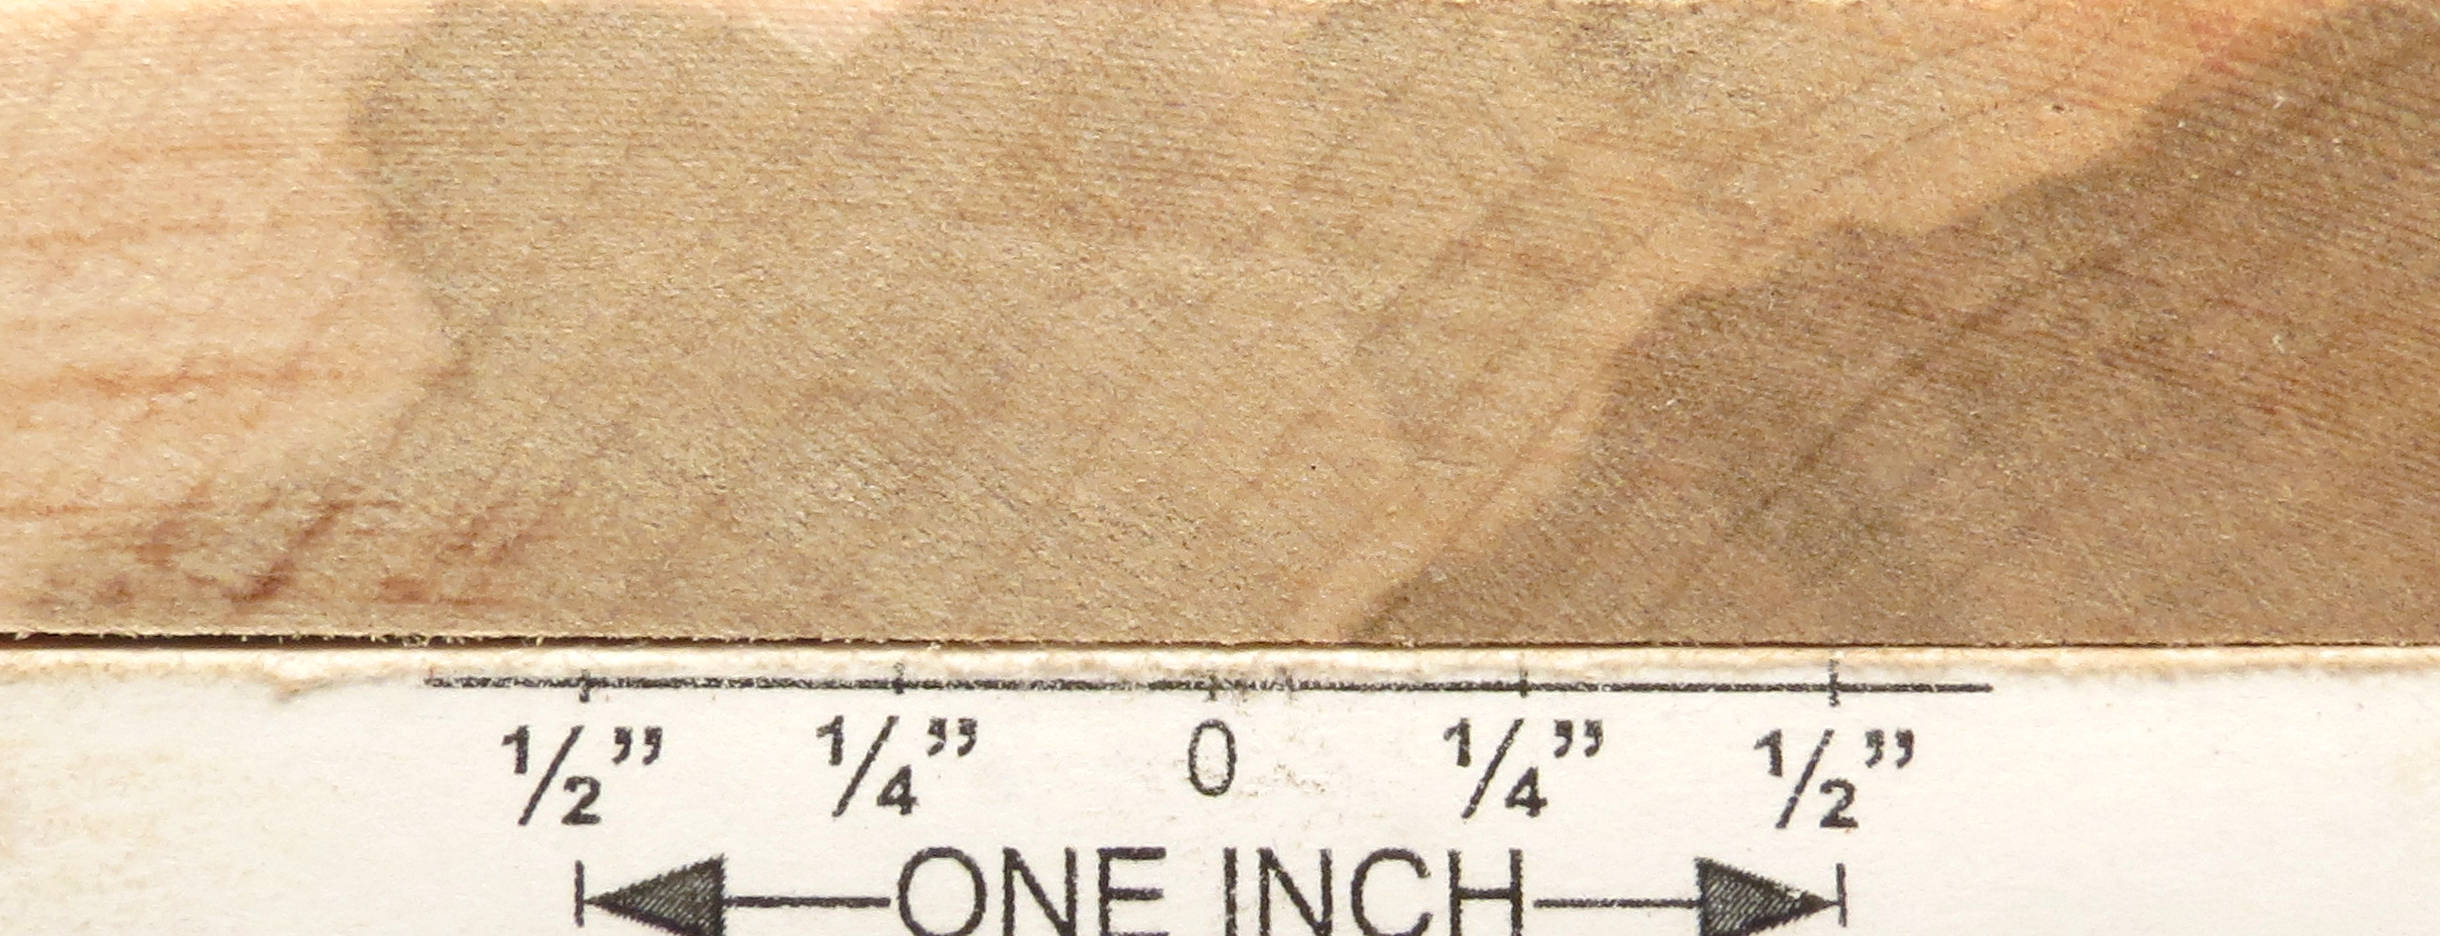 1/2” 1/4” 0 1/4” 1/2”
ONE INCH